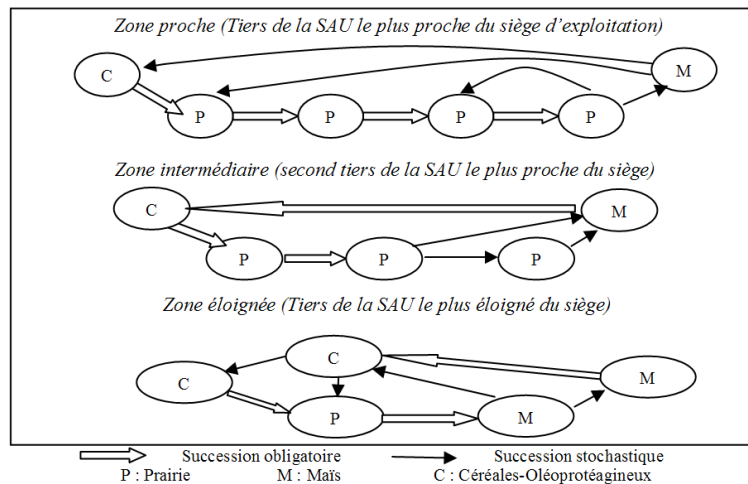 Zone proche (Tiers de la SAU le plus proche du siège d'exploitation)
C
M
P
P
P
P
Zone intermédiaire (second tiers de la SAU le plus proche du siège)
C
M
P
P
P
Zone éloignée (Tiers de la SAU le plus éloigné du siège)
C
C
M
P
M
Succession obligatoire
Succession stochastique
P : Prairie M : Maïs C : Céréales-Oléoprotéagineux